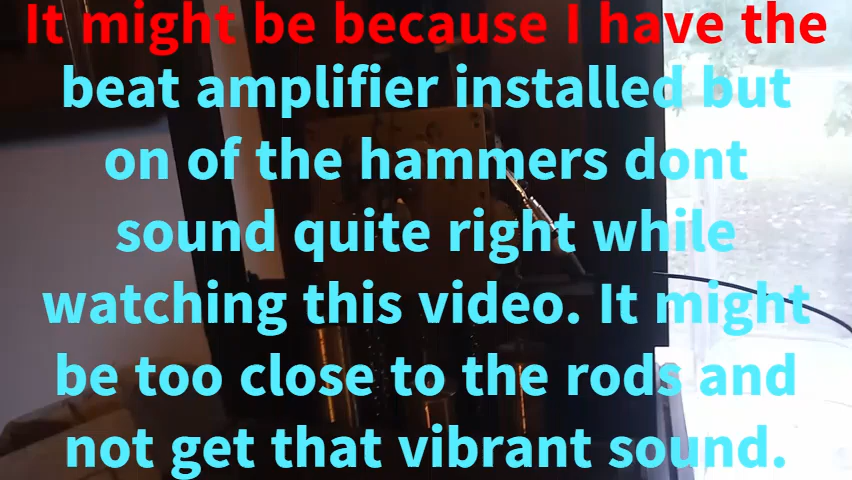 It might be because I have the
beat amplifier installed but
on of the hammers dont
sound quite right while
watching this video. It might
be too close to the rods and
not get that vibrant sound.